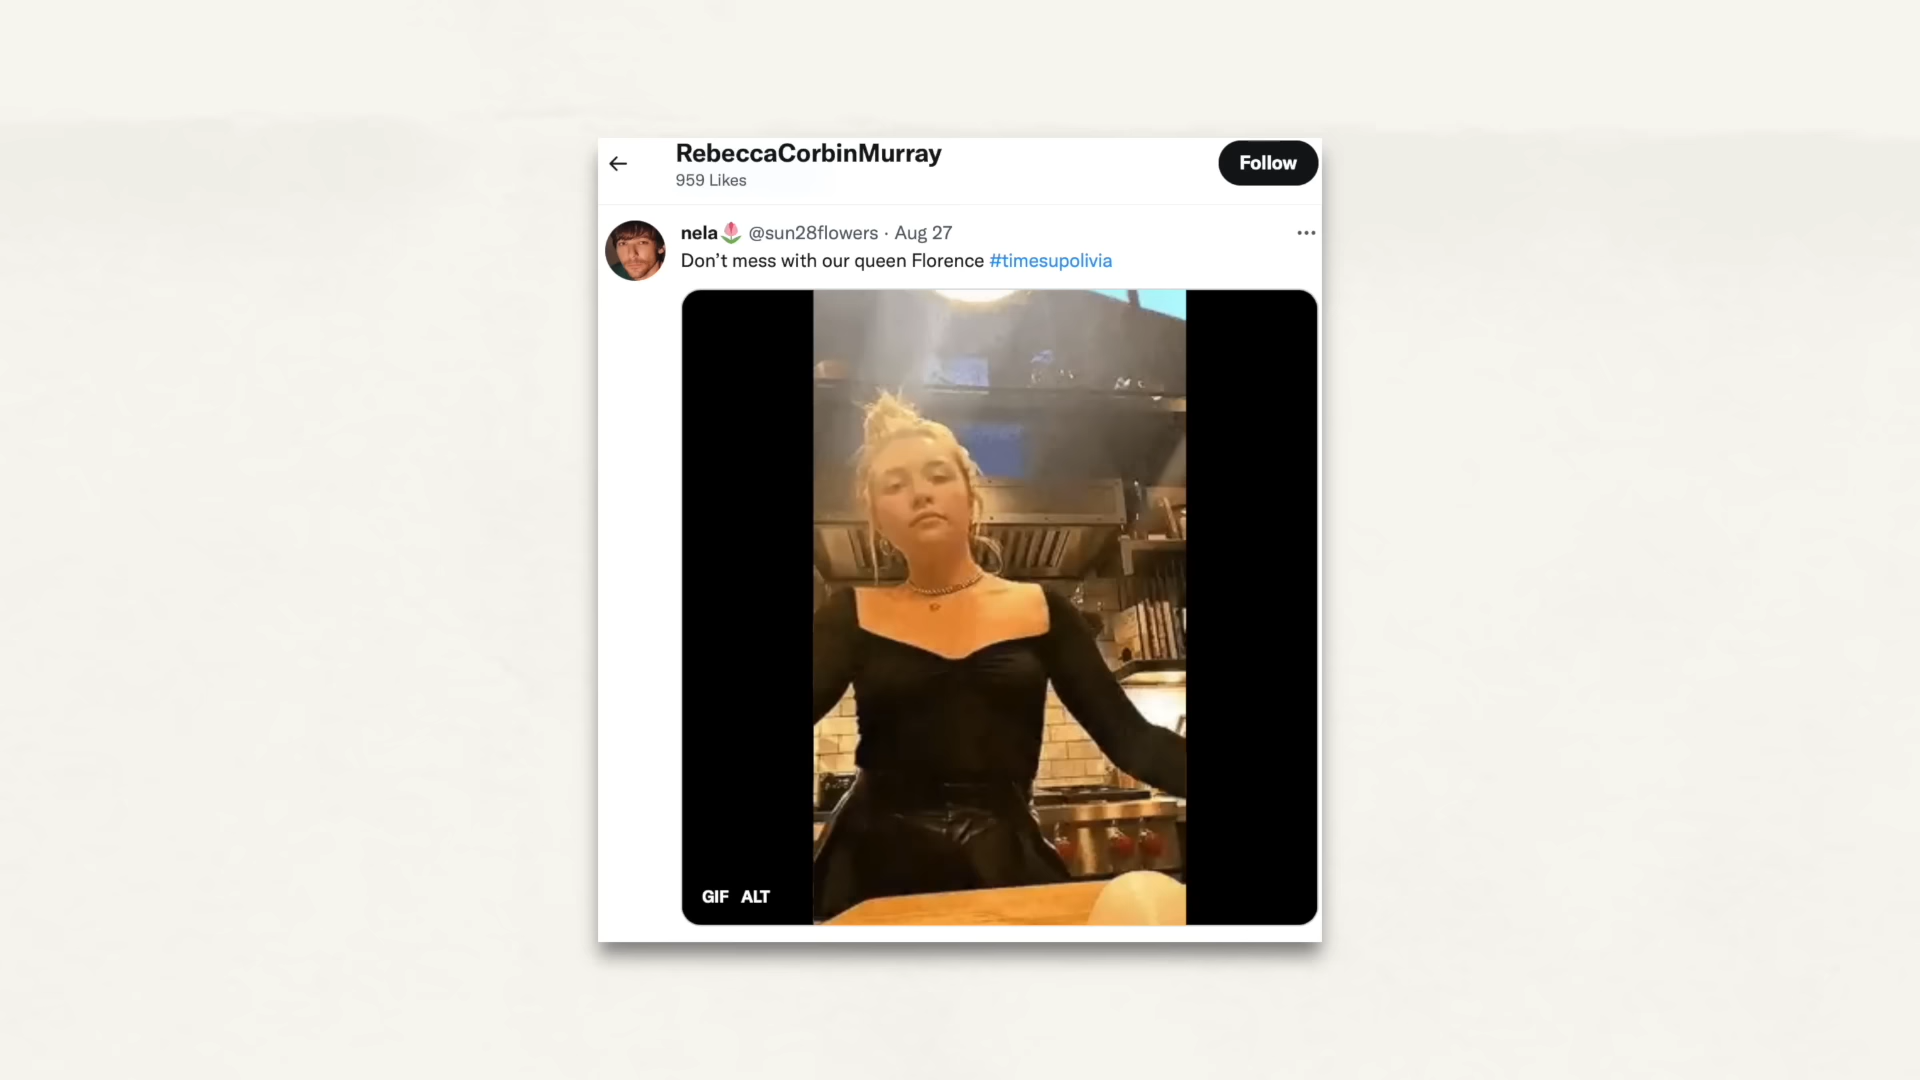 RebeccaCorbinMurray
959 Likes
Follow
nela🌷 @sun28flowers · Aug 27
Don’t mess with our queen Florence #timesupolivia
GIF ALT